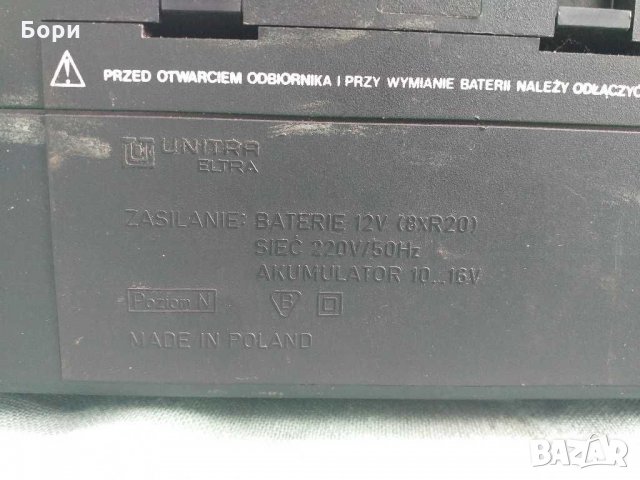 Бори
PRZED OTWARCIEM ODBIORNIKA I PRZY WYMIANIE BATERII NALEŻY ODŁĄCZYĆ
UNITRA
ELTRA
ZASILANIE: BATERIE 12V (8XR20)
SIEĆ 220V/50Hz
AKUMULATOR 10...16V
Poziom N B
MADE IN POLAND
BAZAR